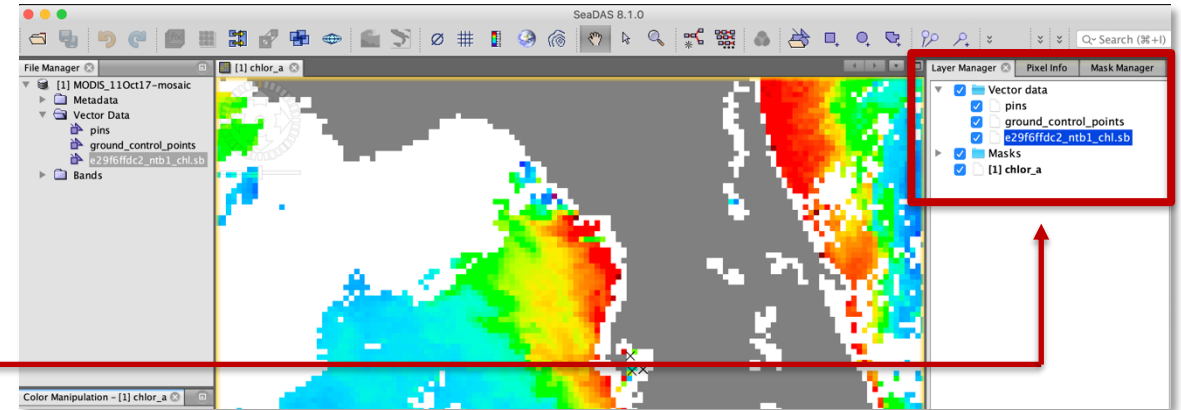 SeaDAS 8.1.0
Search (⌘+I)
File Manager
[1] chlor_a
Layer Manager
Pixel Info
Mask Manager
[1] MODIS_11Oct17-mosaic
Metadata
Vector Data
pins
ground_control_points
e29f6ffdc2_ntb1_chl.sb
Bands
Vector data
pins
ground_control_points
e29f6ffdc2_ntb1_chl.sb
Masks
[1] chlor_a
Color Manipulation - [1] chlor_a